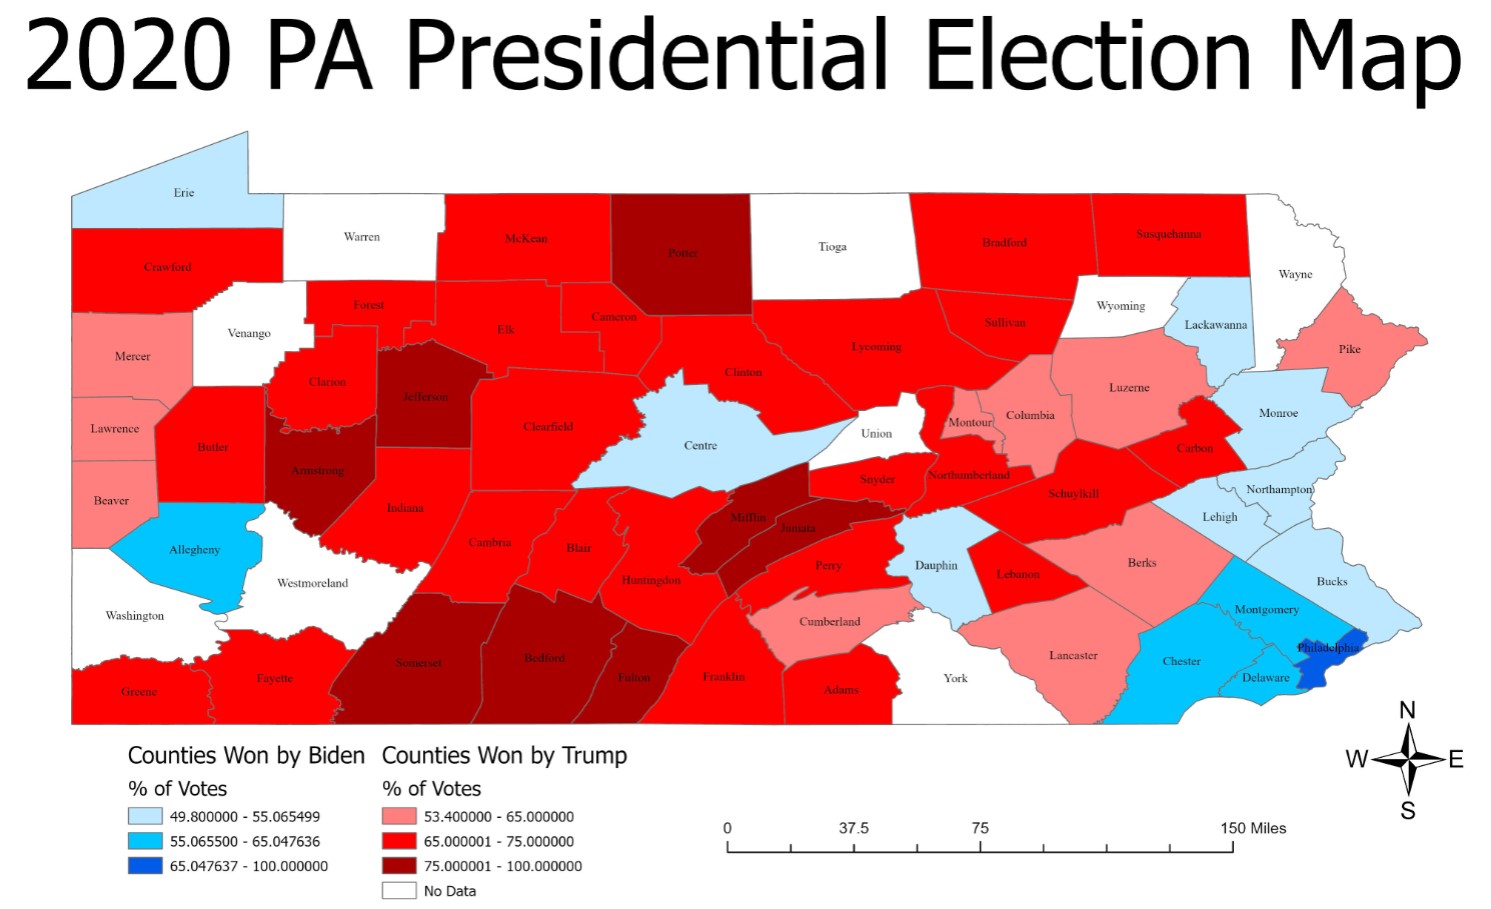 2020 PA Presidential Election Map
Erie
Warren
McKean
Potter
Tioga
Bradford
Susquehanna
Wayne
Crawford
Forest
Cameron
Elk
Venango
Sullivan
Wyoming
Lackawanna
Mercer
Clarion
Jefferson
Clinton
Lycoming
Luzerne
Pike
Lawrence
Butler
Clearfield
Centre
Union
Montour
Columbia
Monroe
Carbon
Armstrong
Beaver
Indiana
Snyder
Northumberland
Schuylkill
Northampton
Lehigh
Mifflin
Juniata
Allegheny
Cambria
Blair
Huntingdon
Perry
Dauphin
Lebanon
Berks
Bucks
Westmoreland
Washington
Cumberland
Montgomery
Philadelphia
Lancaster
Chester
Delaware
Greene
Fayette
Somerset
Bedford
Fulton
Franklin
Adams
York
Counties Won by Biden
% of Votes
49.800000 - 55.065499
55.065500 - 65.047636
65.047637 - 100.000000
Counties Won by Trump
% of Votes
53.400000 - 65.000000
65.000001 - 75.000000
75.000001 - 100.000000
No Data
0 37.5 75 150 Miles
N
W E
S